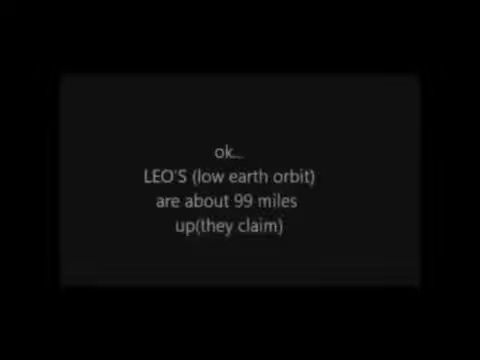 ok...
LEO'S (low earth orbit)
are about 99 miles
up(they claim)